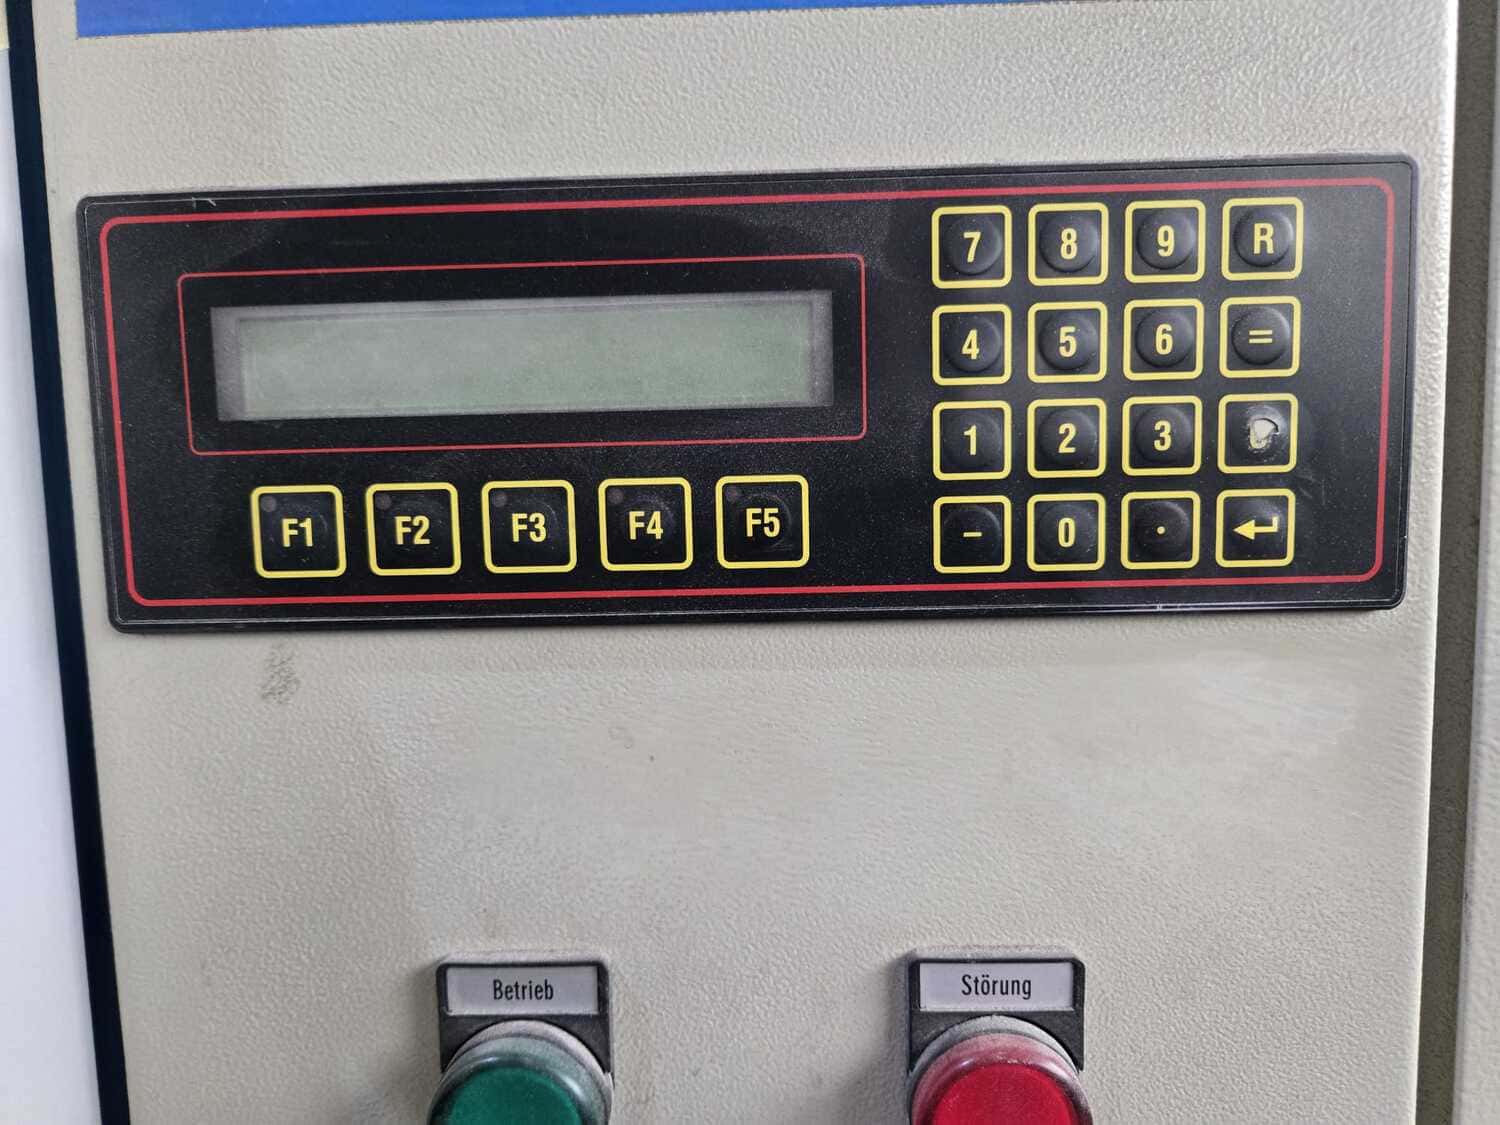 7 8 9 R
4 5 6 =
1 2 3
- 0 . ↵
F1 F2 F3 F4 F5
Betrieb
Störung